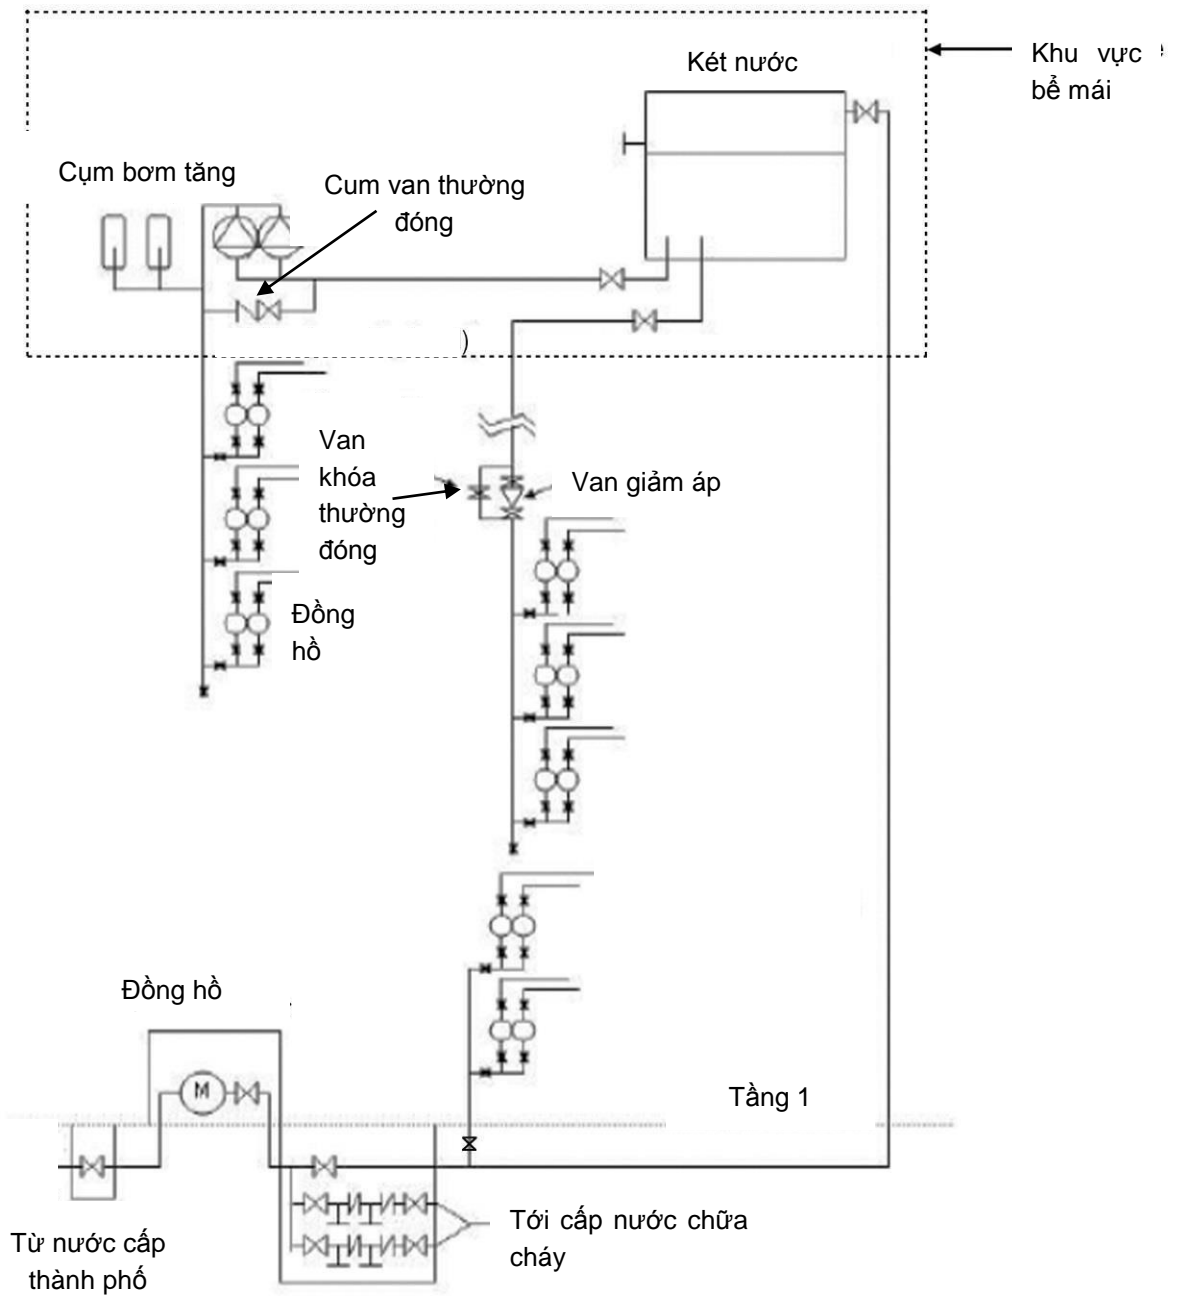 Két nước
Khu vực
bể mái
Cụm bơm tăng
Cum van thường
đóng
)
Van
khóa
thường
đóng
Van giảm áp
Đồng
hồ
Đồng hồ
M
Tầng 1
Tới cấp nước chữa
cháy
Từ nước cấp
thành phố